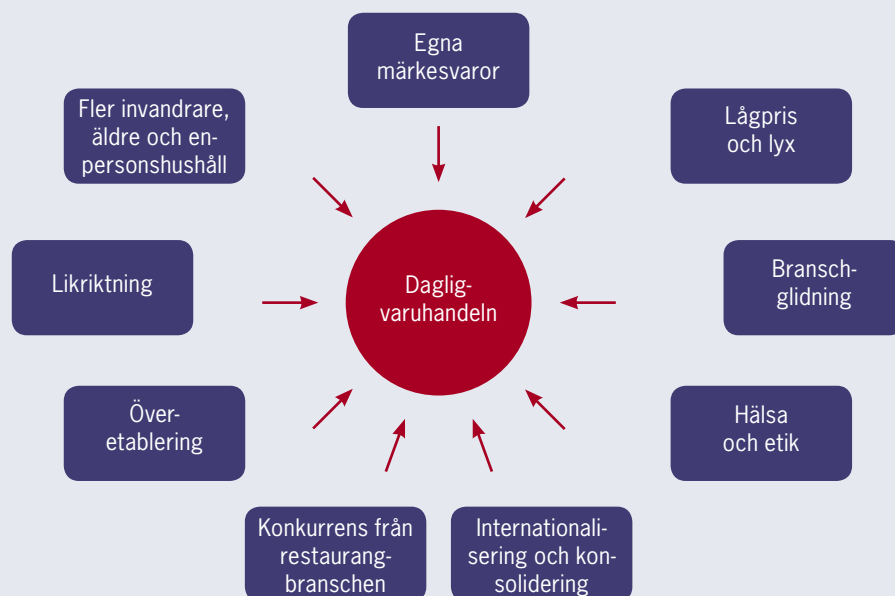 Egna
märkesvaror
Fler invandrare,
äldre och en-
personshushåll
Lågpris
och lyx
Likriktning
Daglig-
varuhandeln
Bransch-
glidning
Över-
etablering
Hälsa
och etik
Konkurrens från
restaurang-
branschen
Internationali-
sering och kon-
solidering